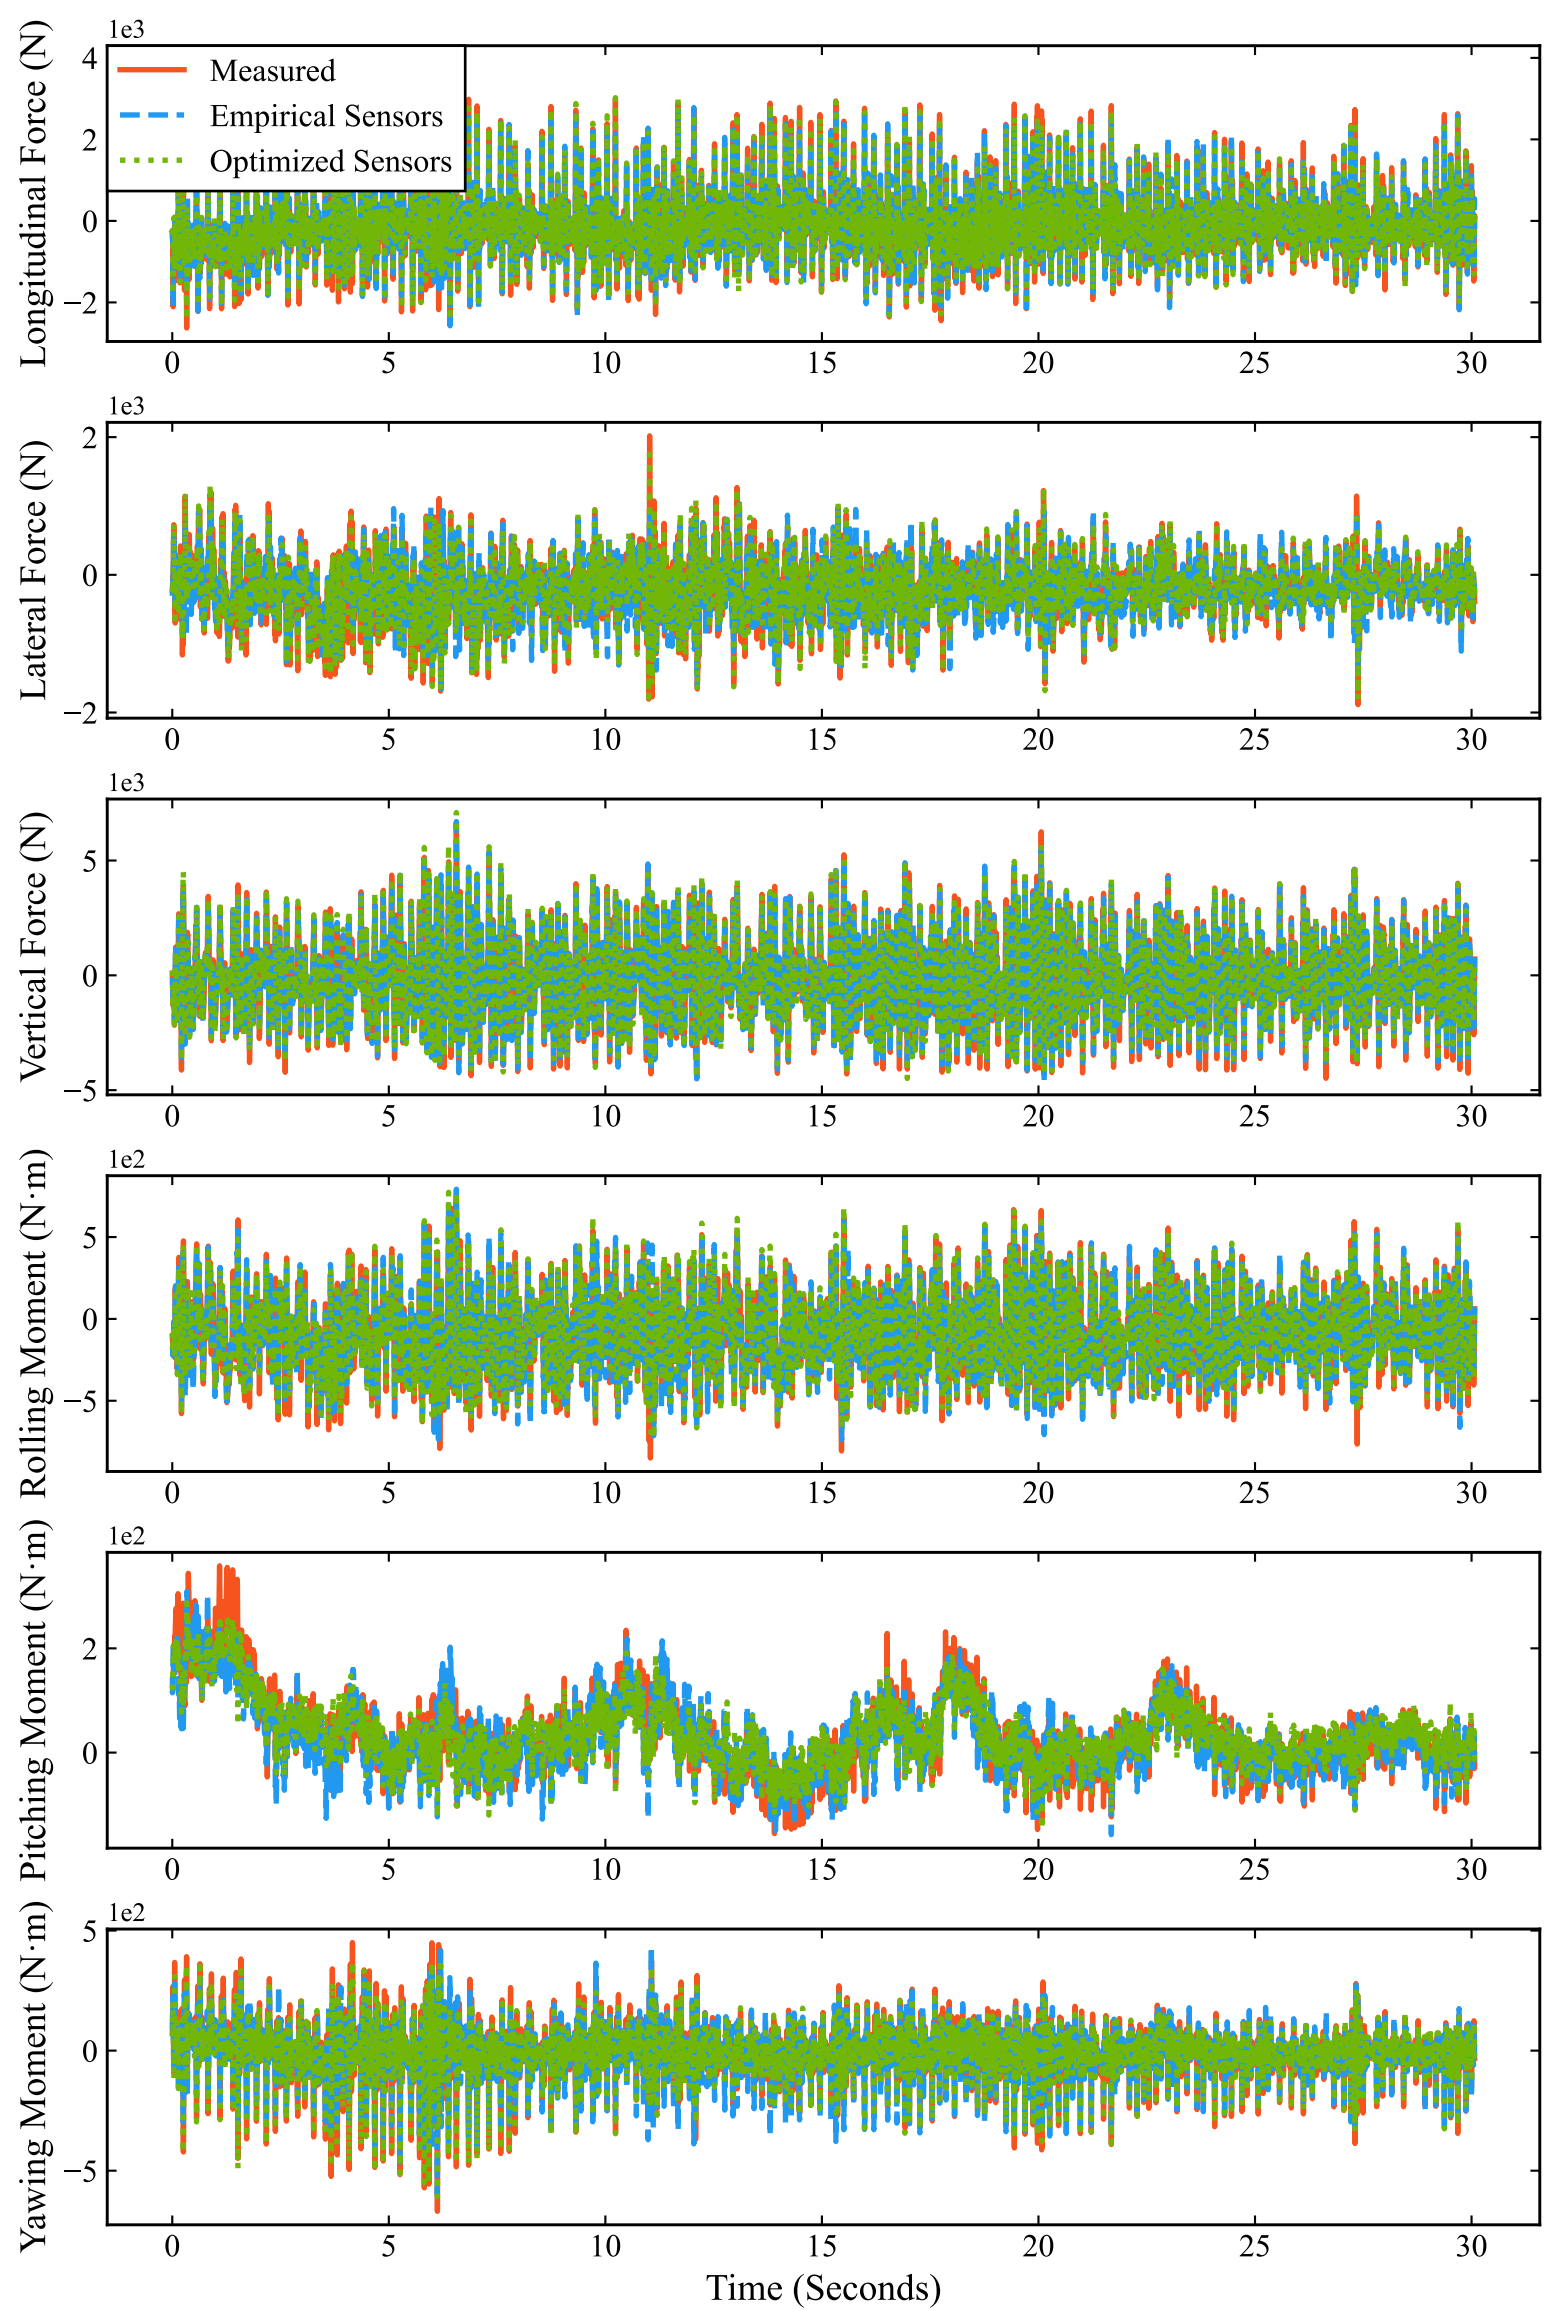 1e3
Longitudinal Force (N)
4
2
0
−2
Measured
Empirical Sensors
Optimized Sensors
0 5 10 15 20 25 30
1e3
Lateral Force (N)
2
0
−2
0 5 10 15 20 25 30
1e3
Vertical Force (N)
5
0
−5
0 5 10 15 20 25 30
1e2
Rolling Moment (N·m)
5
0
−5
0 5 10 15 20 25 30
1e2
Pitching Moment (N·m)
2
0
0 5 10 15 20 25 30
1e2
Yawing Moment (N·m)
5
0
−5
0 5 10 15 20 25 30
Time (Seconds)